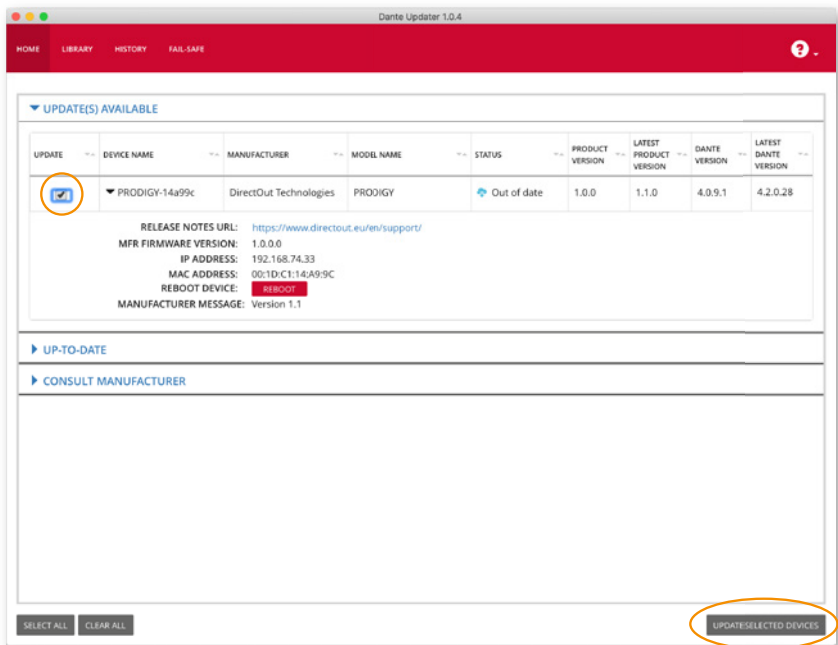 Dante Updater 1.0.4
HOME LIBRARY HISTORY FAIL-SAFE ?
UPDATE(S) AVAILABLE
UPDATE DEVICE NAME MANUFACTURER MODEL NAME STATUS PRODUCT VERSION LATEST PRODUCT VERSION DANTE VERSION LATEST DANTE VERSION
PRODIGY-14a99c DirectOut Technologies PRODIGY Out of date 1.0.0 1.1.0 4.0.9.1 4.2.0.28
RELEASE NOTES URL: https://www.directout.eu/en/support/
MFR FIRMWARE VERSION: 1.0.0.0
IP ADDRESS: 192.168.74.33
MAC ADDRESS: 00:1D:C1:14:A9:9C
REBOOT DEVICE: REBOOT
MANUFACTURER MESSAGE: Version 1.1
UP-TO-DATE
CONSULT MANUFACTURER
SELECT ALL CLEAR ALL UPDATESELECTED DEVICES